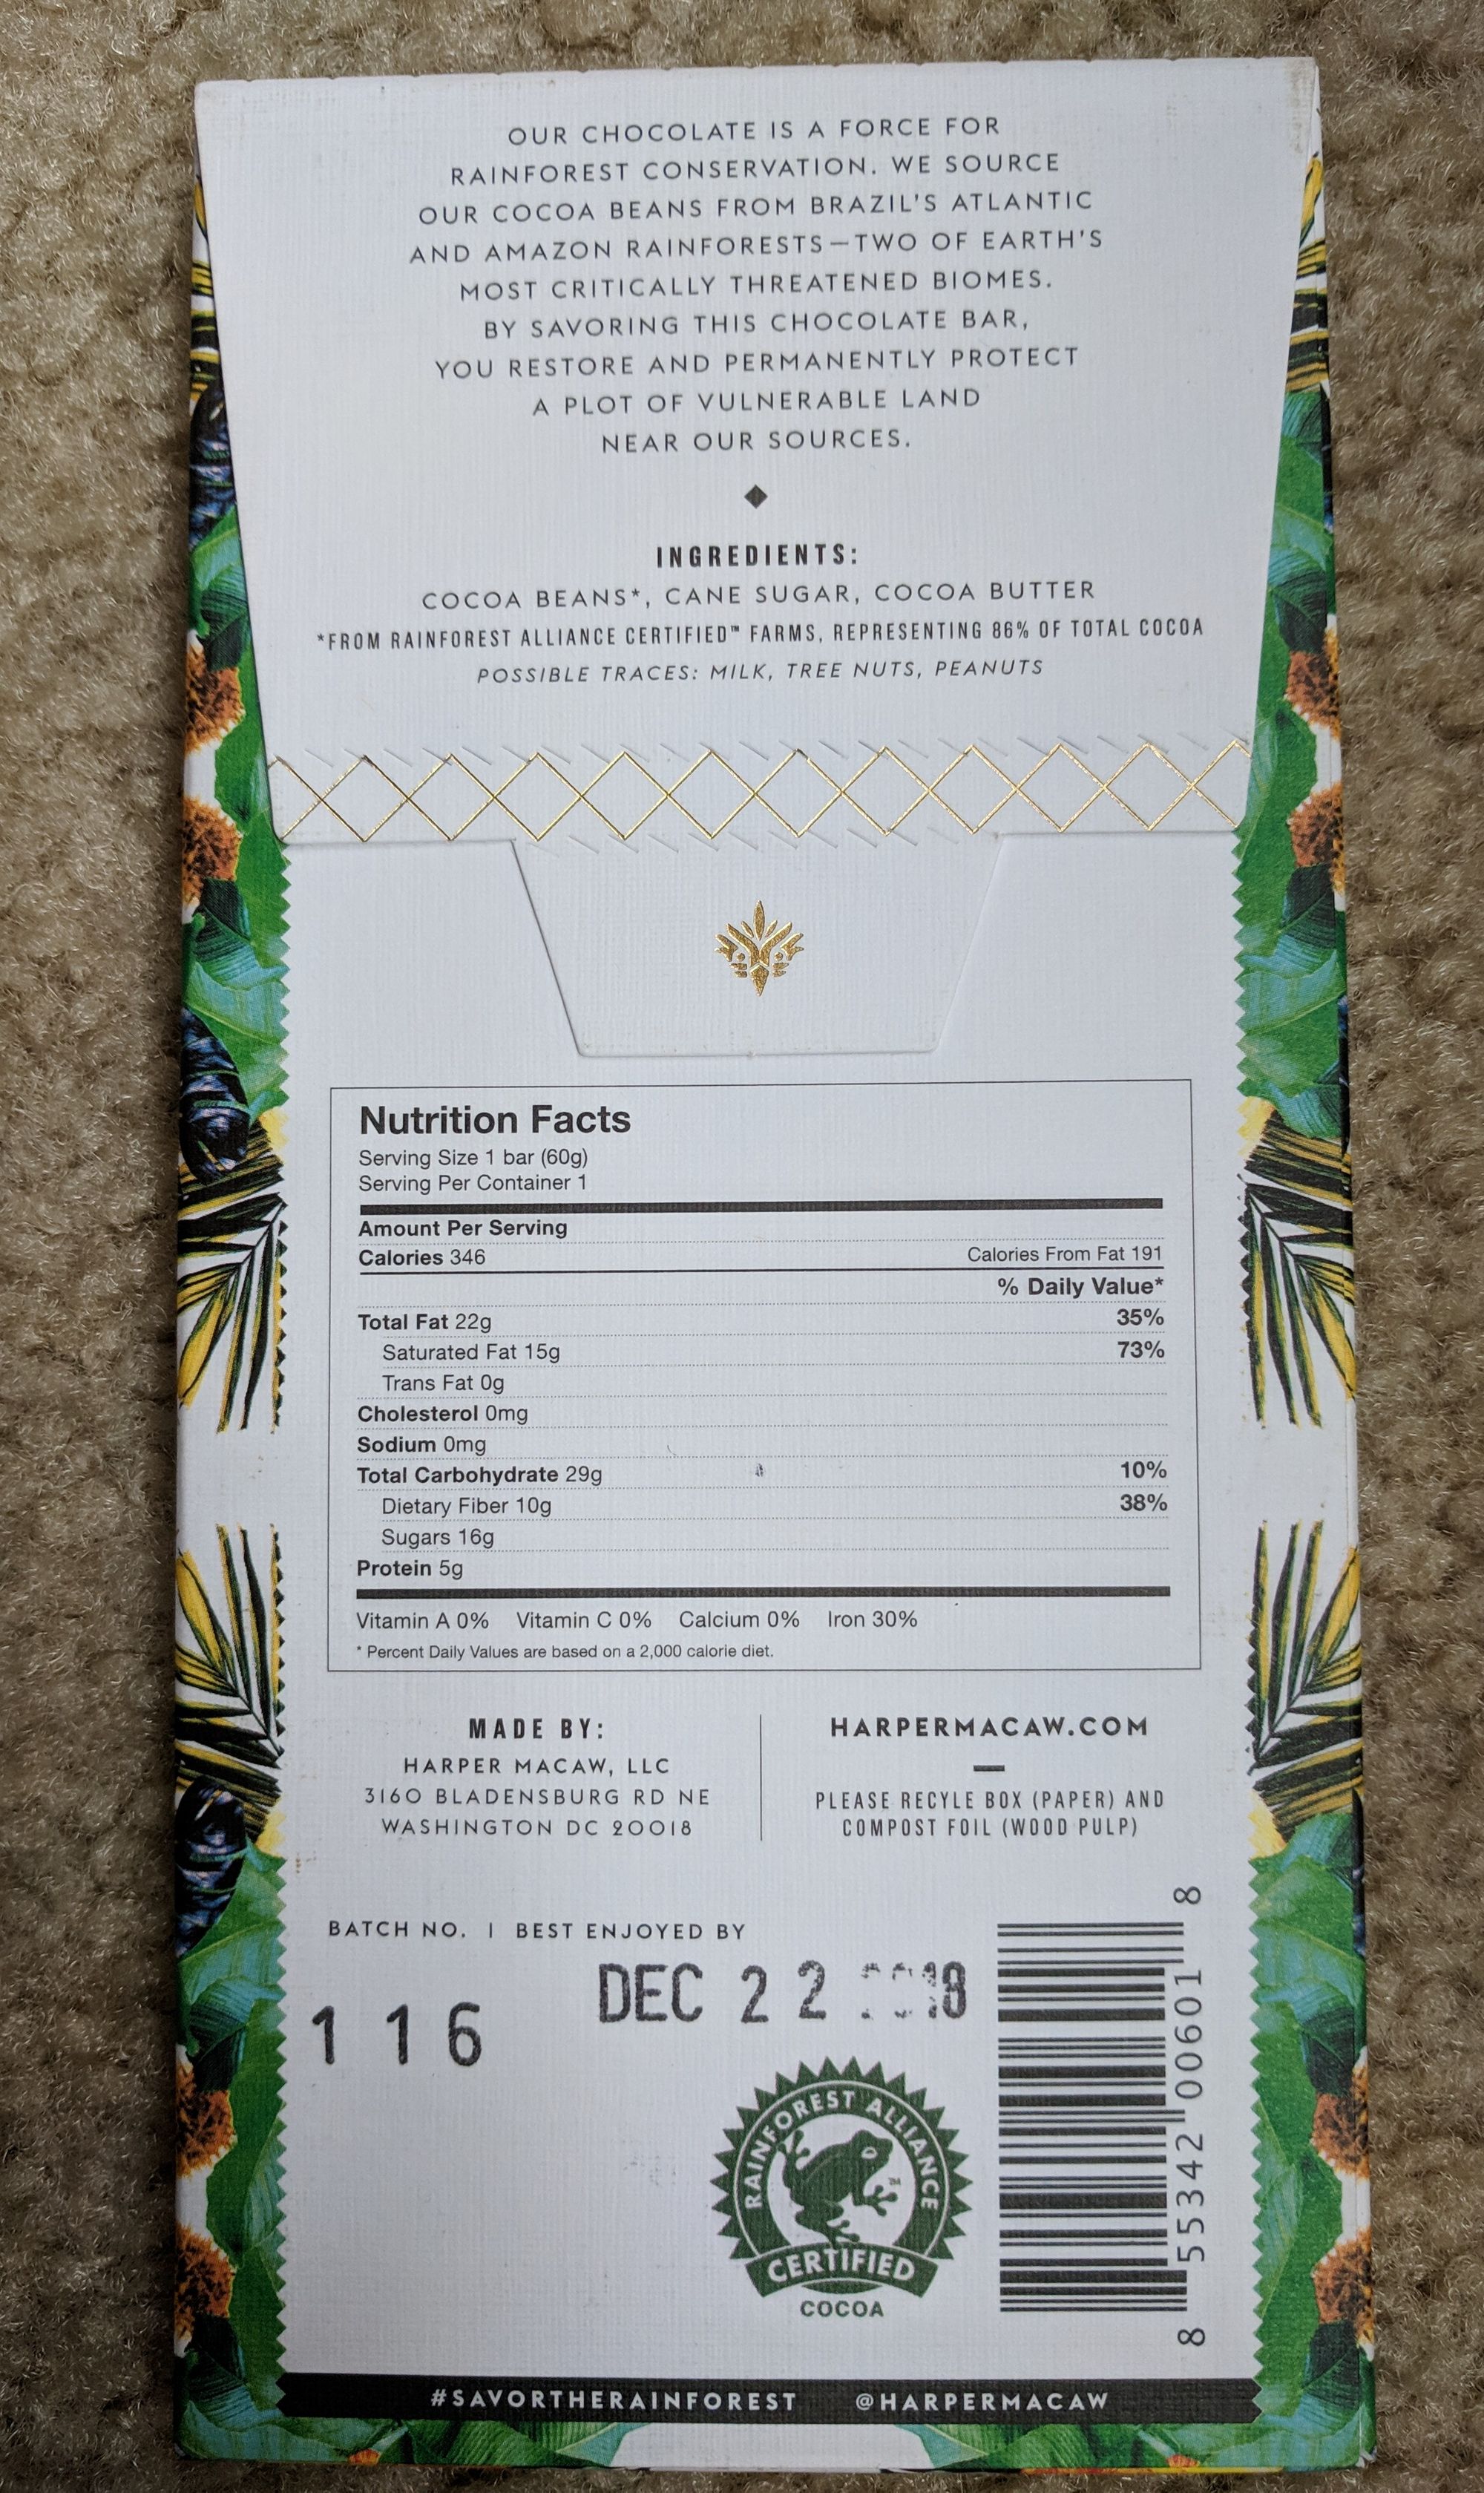 OUR CHOCOLATE IS A FORCE FOR
RAINFOREST CONSERVATION. WE SOURCE
OUR COCOA BEANS FROM BRAZIL'S ATLANTIC
AND AMAZON RAINFORESTS—TWO OF EARTH'S
MOST CRITICALLY THREATENED BIOMES.
BY SAVORING THIS CHOCOLATE BAR,
YOU RESTORE AND PERMANENTLY PROTECT
A PLOT OF VULNERABLE LAND
NEAR OUR SOURCES.
INGREDIENTS:
COCOA BEANS*, CANE SUGAR, COCOA BUTTER
*FROM RAINFOREST ALLIANCE CERTIFIED™ FARMS, REPRESENTING 86% OF TOTAL COCOA
POSSIBLE TRACES: MILK, TREE NUTS, PEANUTS
Nutrition Facts
Serving Size 1 bar (60g)
Serving Per Container 1
Amount Per Serving
Calories 346 Calories From Fat 191
% Daily Value*
Total Fat 22g 35%
Saturated Fat 15g 73%
Trans Fat 0g
Cholesterol 0mg
Sodium 0mg
Total Carbohydrate 29g 10%
Dietary Fiber 10g 38%
Sugars 16g
Protein 5g
Vitamin A 0% Vitamin C 0% Calcium 0% Iron 30%
* Percent Daily Values are based on a 2,000 calorie diet.
MADE BY:
HARPER MACAW, LLC
3160 BLADENSBURG RD NE
WASHINGTON DC 20018
HARPERMACAW.COM
PLEASE RECYLE BOX (PAPER) AND
COMPOST FOIL (WOOD PULP)
BATCH NO. | BEST ENJOYED BY
116 DEC 22 2018
RAINFOREST ALLIANCE
CERTIFIED
COCOA
8 55342 00601 8
#SAVORTHERAINFOREST @HARPERMACAW